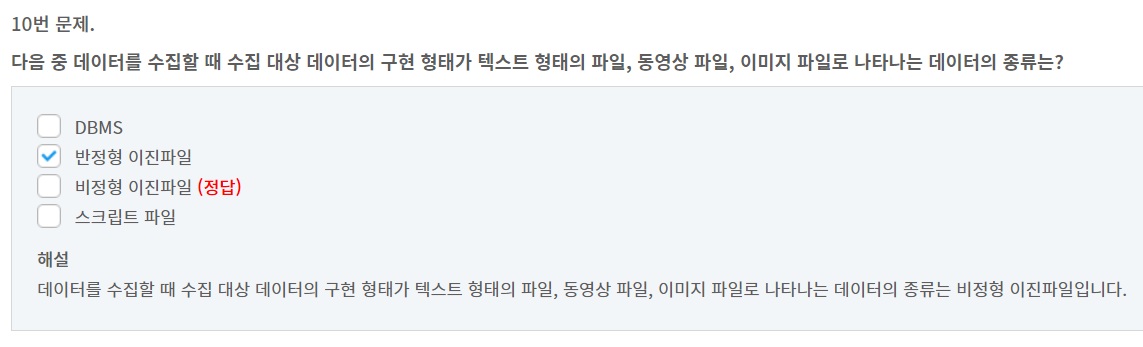 10번 문제.
다음 중 데이터를 수집할 때 수집 대상 데이터의 구현 형태가 텍스트 형태의 파일, 동영상 파일, 이미지 파일로 나타나는 데이터의 종류는?
DBMS
반정형 이진파일
비정형 이진파일 (정답)
스크립트 파일
해설
데이터를 수집할 때 수집 대상 데이터의 구현 형태가 텍스트 형태의 파일, 동영상 파일, 이미지 파일로 나타나는 데이터의 종류는 비정형 이진파일입니다.